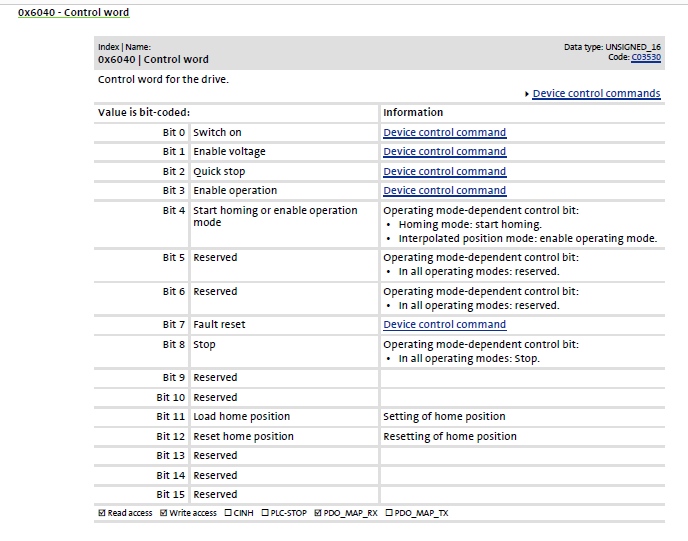 0x6040 - Control word
Index | Name: Data type: UNSIGNED_16
0x6040 | Control word Code: C03530
Control word for the drive.
Device control commands
Value is bit-coded: Information
Bit 0 Switch on Device control command
Bit 1 Enable voltage Device control command
Bit 2 Quick stop Device control command
Bit 3 Enable operation Device control command
Bit 4 Start homing or enable operation Operating mode-dependent control bit:
mode • Homing mode: start homing.
• Interpolated position mode: enable operating mode.
Bit 5 Reserved Operating mode-dependent control bit:
• In all operating modes: reserved.
Bit 6 Reserved Operating mode-dependent control bit:
• In all operating modes: reserved.
Bit 7 Fault reset Device control command
Bit 8 Stop Operating mode-dependent control bit:
• In all operating modes: Stop.
Bit 9 Reserved
Bit 10 Reserved
Bit 11 Load home position Setting of home position
Bit 12 Reset home position Resetting of home position
Bit 13 Reserved
Bit 14 Reserved
Bit 15 Reserved
☑ Read access ☑ Write access ☐ CINH ☐ PLC-STOP ☑ PDO_MAP_RX ☐ PDO_MAP_TX